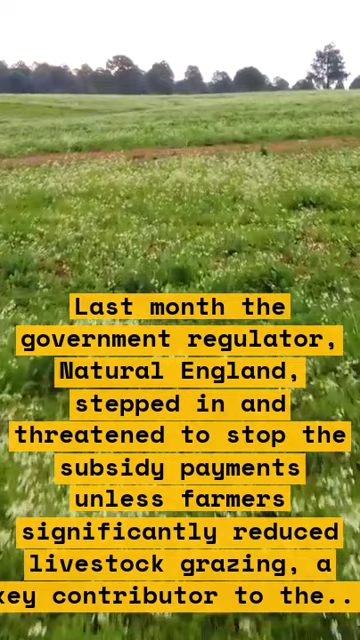 Last month the
government regulator,
Natural England,
stepped in and
threatened to stop the
subsidy payments
unless farmers
significantly reduced
livestock grazing, a
key contributor to the...